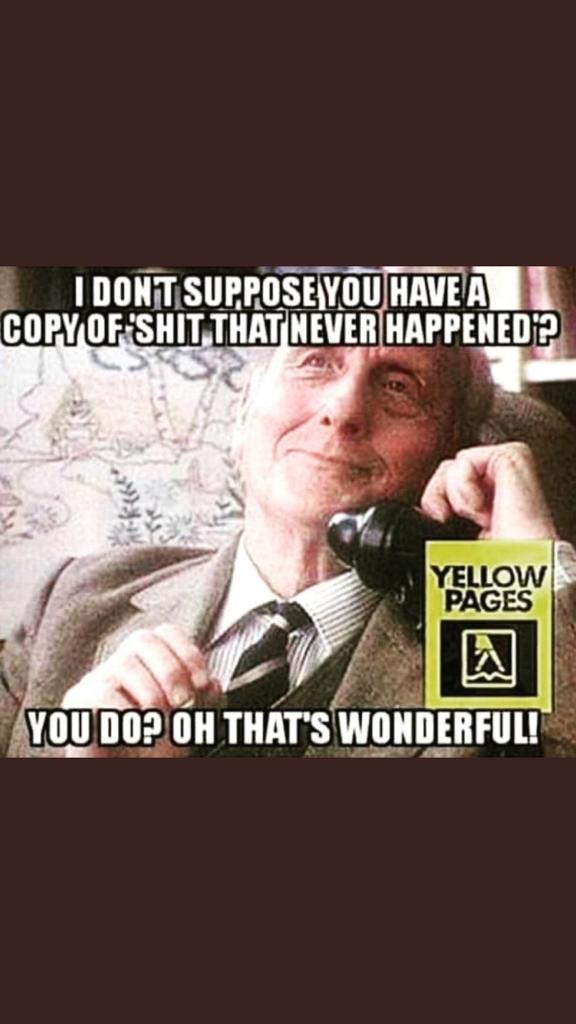 I DON'T SUPPOSE YOU HAVE A
COPY OF 'SHIT THAT NEVER HAPPENED'?
YELLOW
PAGES
YOU DO? OH THAT'S WONDERFUL!